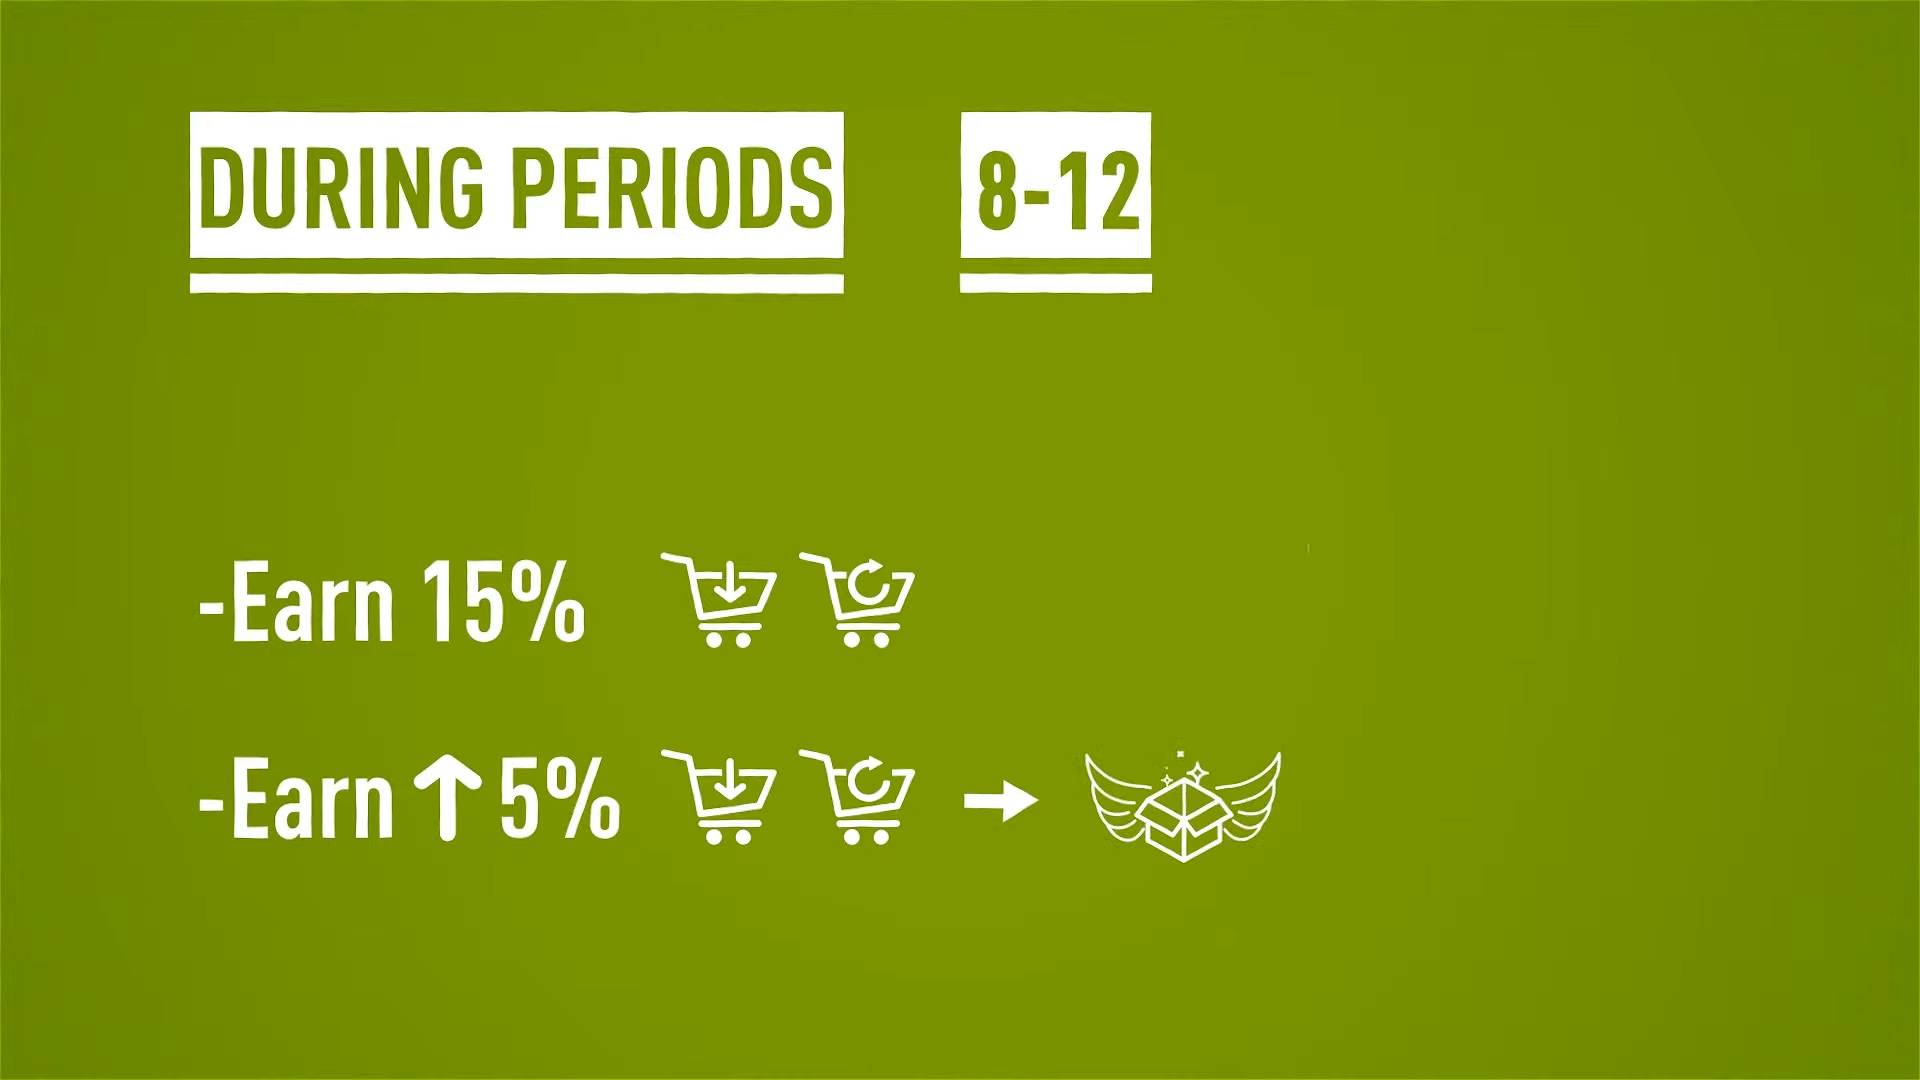 DURING PERIODS 8-12
-Earn 15%
-Earn ↑ 5%